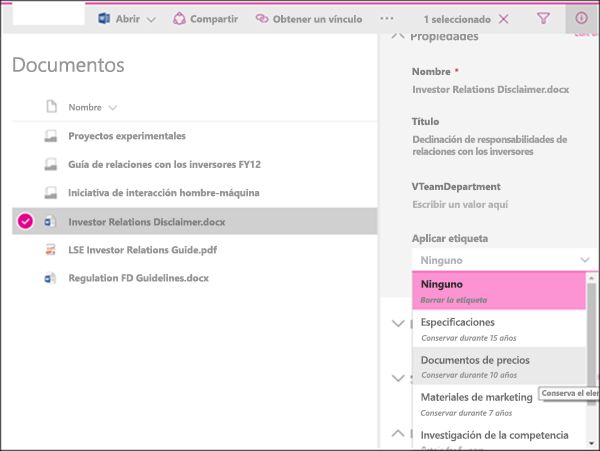 Abrir
Compartir
Obtener un vínculo
1 seleccionado
Propiedades
Documentos
Nombre *
Investor Relations Disclaimer.docx
Nombre
Título
Declinación de responsabilidades de
relaciones con los inversores
Proyectos experimentales
Guía de relaciones con los inversores FY12
Iniciativa de interacción hombre-máquina
Investor Relations Disclaimer.docx
LSE Investor Relations Guide.pdf
Regulation FD Guidelines.docx
VTeamDepartment
Escribir un valor aquí
Aplicar etiqueta
Ninguno
Ninguno
Borrar la etiqueta
Especificaciones
Conservar durante 15 años
Documentos de precios
Conservar durante 10 años
Conserva el
Materiales de marketing
Conservar durante 7 años
Investigación de la competencia